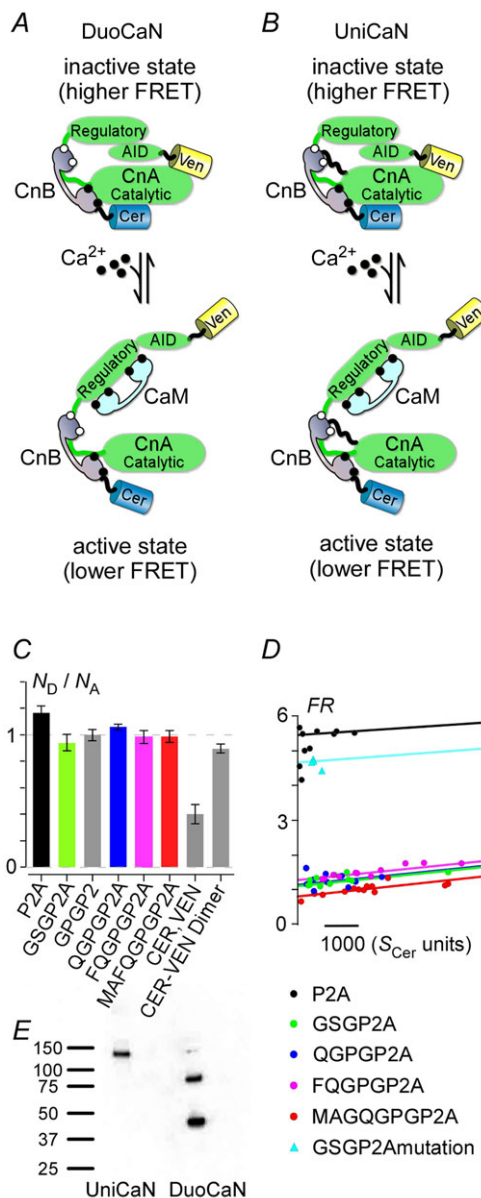 A
DuoCaN
inactive state
(higher FRET)
Regulatory
AID
Ven
CnB
CnA
Catalytic
Cer
Ca2+
Ven
AID
Regulatory
CaM
CnB
CnA
Catalytic
Cer
active state
(lower FRET)
B
UniCaN
inactive state
(higher FRET)
Regulatory
AID
Ven
CnB
CnA
Catalytic
Cer
Ca2+
Ven
AID
Regulatory
CaM
CnB
CnA
Catalytic
Cer
active state
(lower FRET)
C
ND / NA
1
0
P2A
GSGP2A
GPGP2
QGPGP2A
FQGPGP2A
MAFQGPGP2A
CER, VEN
CER-VEN Dimer
D
FR
6
1
0
1000 (SCer units)
P2A
GSGP2A
QGPGP2A
FQGPGP2A
MAGQGPGP2A
GSGP2Amutation
E
150
100
75
50
37
25
UniCaN DuoCaN